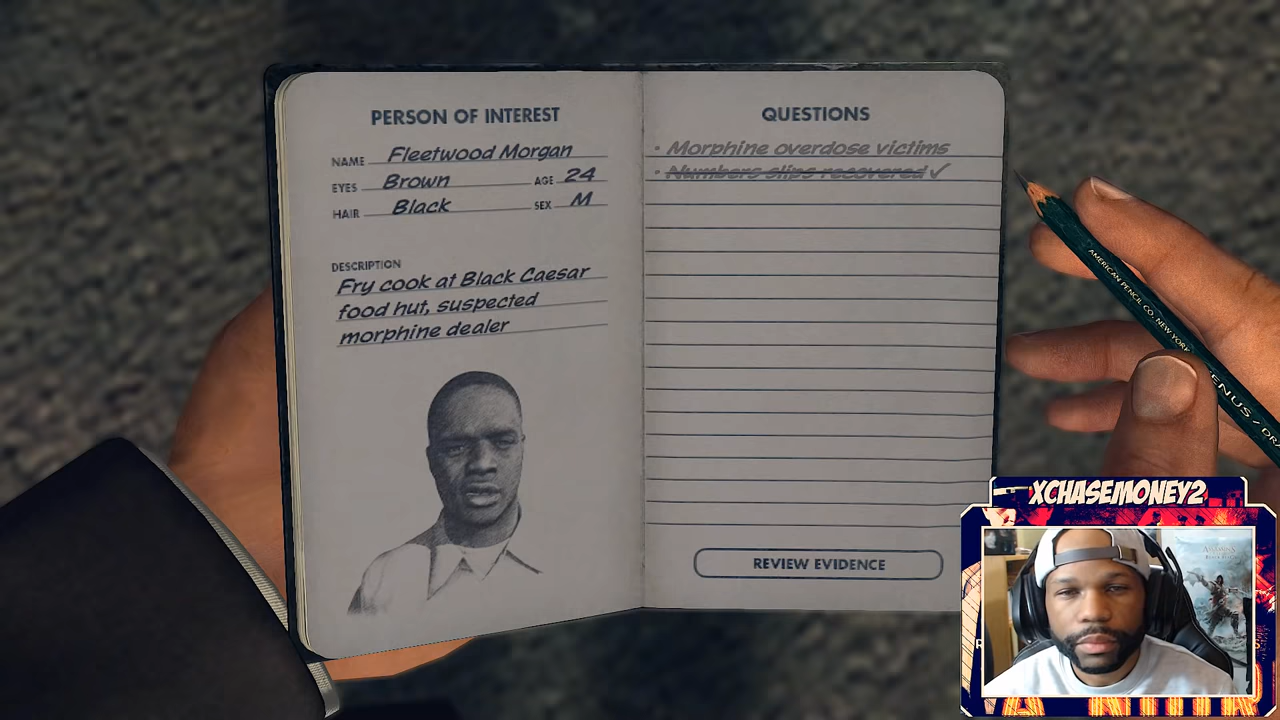 PERSON OF INTEREST
NAME Fleetwood Morgan
EYES Brown AGE 24
HAIR Black SEX M
DESCRIPTION
Fry cook at Black Caesar
food hut, suspected
morphine dealer
QUESTIONS
· Morphine overdose victims
· Numbers slips recovered ✓
REVIEW EVIDENCE
AMERICAN PENCIL CO. NEW YORK
XCHASEMONEY2